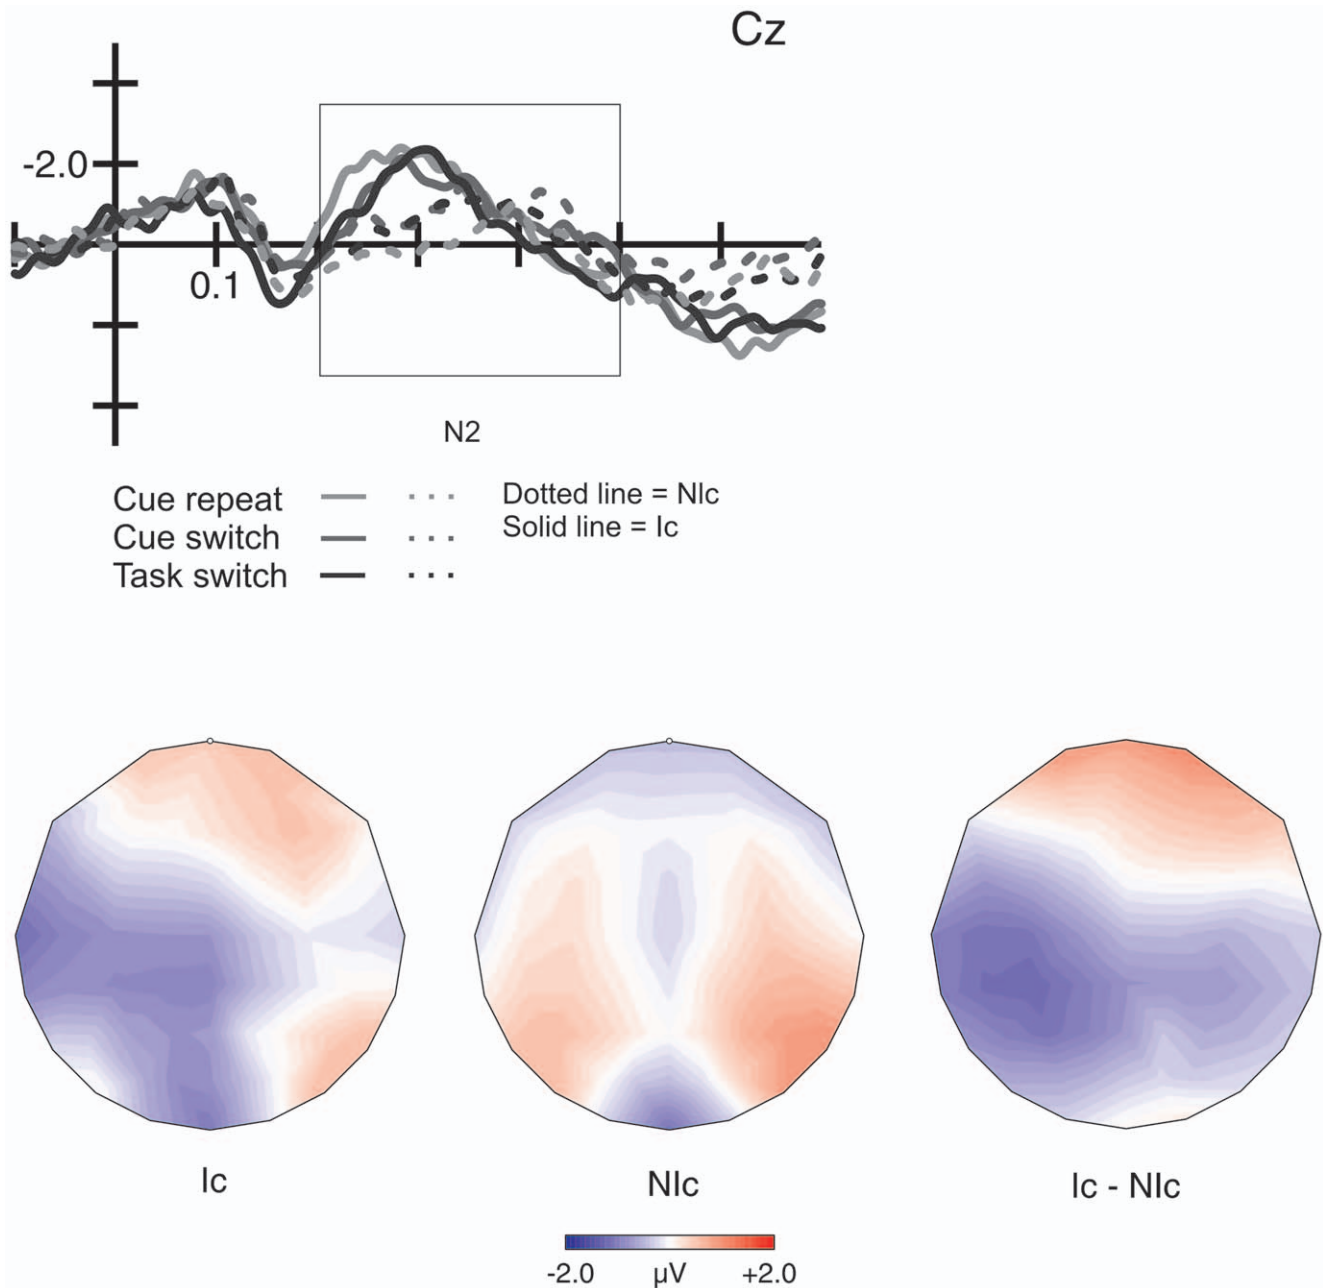 Cz
-2.0
0.1
N2
Cue repeat
Cue switch
Task switch
Dotted line = NIc
Solid line = Ic
Ic
NIc
Ic - NIc
-2.0 µV +2.0